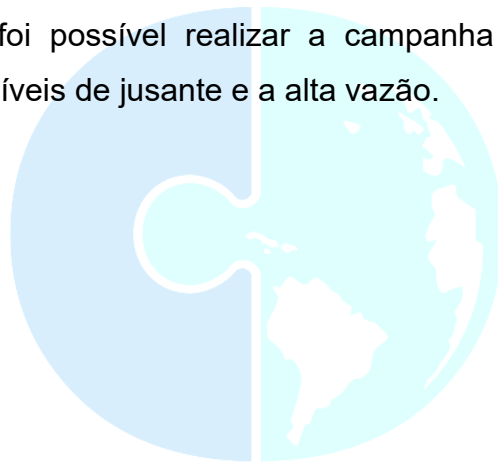 foi possível realizar a campanha
íveis de jusante e a alta vazão.